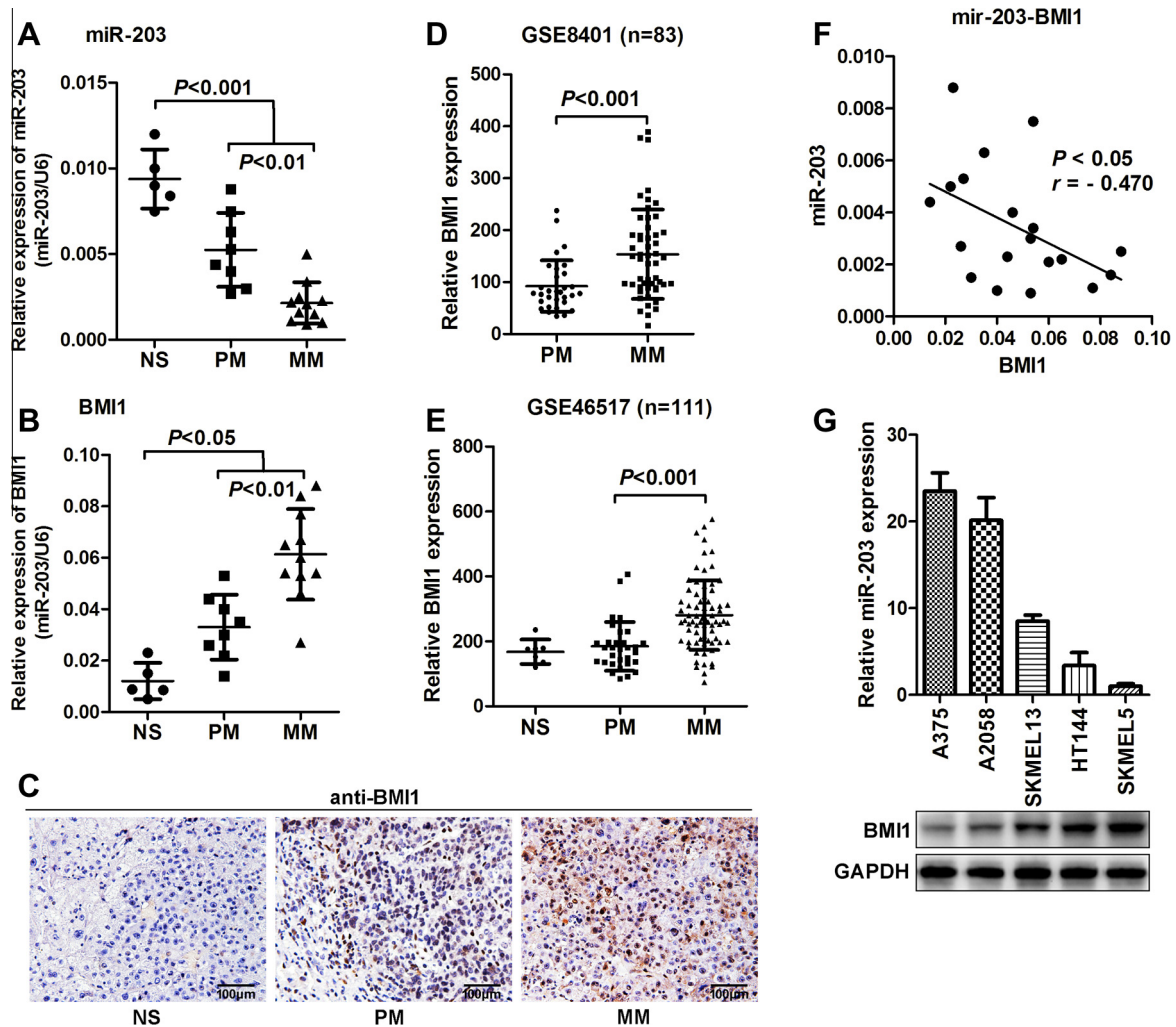 A
miR-203
Relative expression of miR-203
(miR-203/U6)
0.015
0.010
0.005
0.000
P<0.001
P<0.01
NS PM MM
B
BMI1
Relative expression of BMI1
(miR-203/U6)
0.10
0.08
0.06
0.04
0.02
0.00
P<0.05
P<0.01
NS PM MM
C
anti-BMI1
100μm
100μm
100μm
NS PM MM
D
GSE8401 (n=83)
Relative BMI1 expression
500
400
300
200
100
0
P<0.001
PM MM
E
GSE46517 (n=111)
Relative BMI1 expression
800
600
400
200
0
P<0.001
NS PM MM
F
mir-203-BMI1
miR-203
0.010
0.008
0.006
0.004
0.002
0.000
P < 0.05
r = - 0.470
0.00 0.02 0.04 0.06 0.08 0.10
BMI1
G
Relative miR-203 expression
30
20
10
0
A375
A2058
SKMEL13
HT144
SKMEL5
BMI1
GAPDH